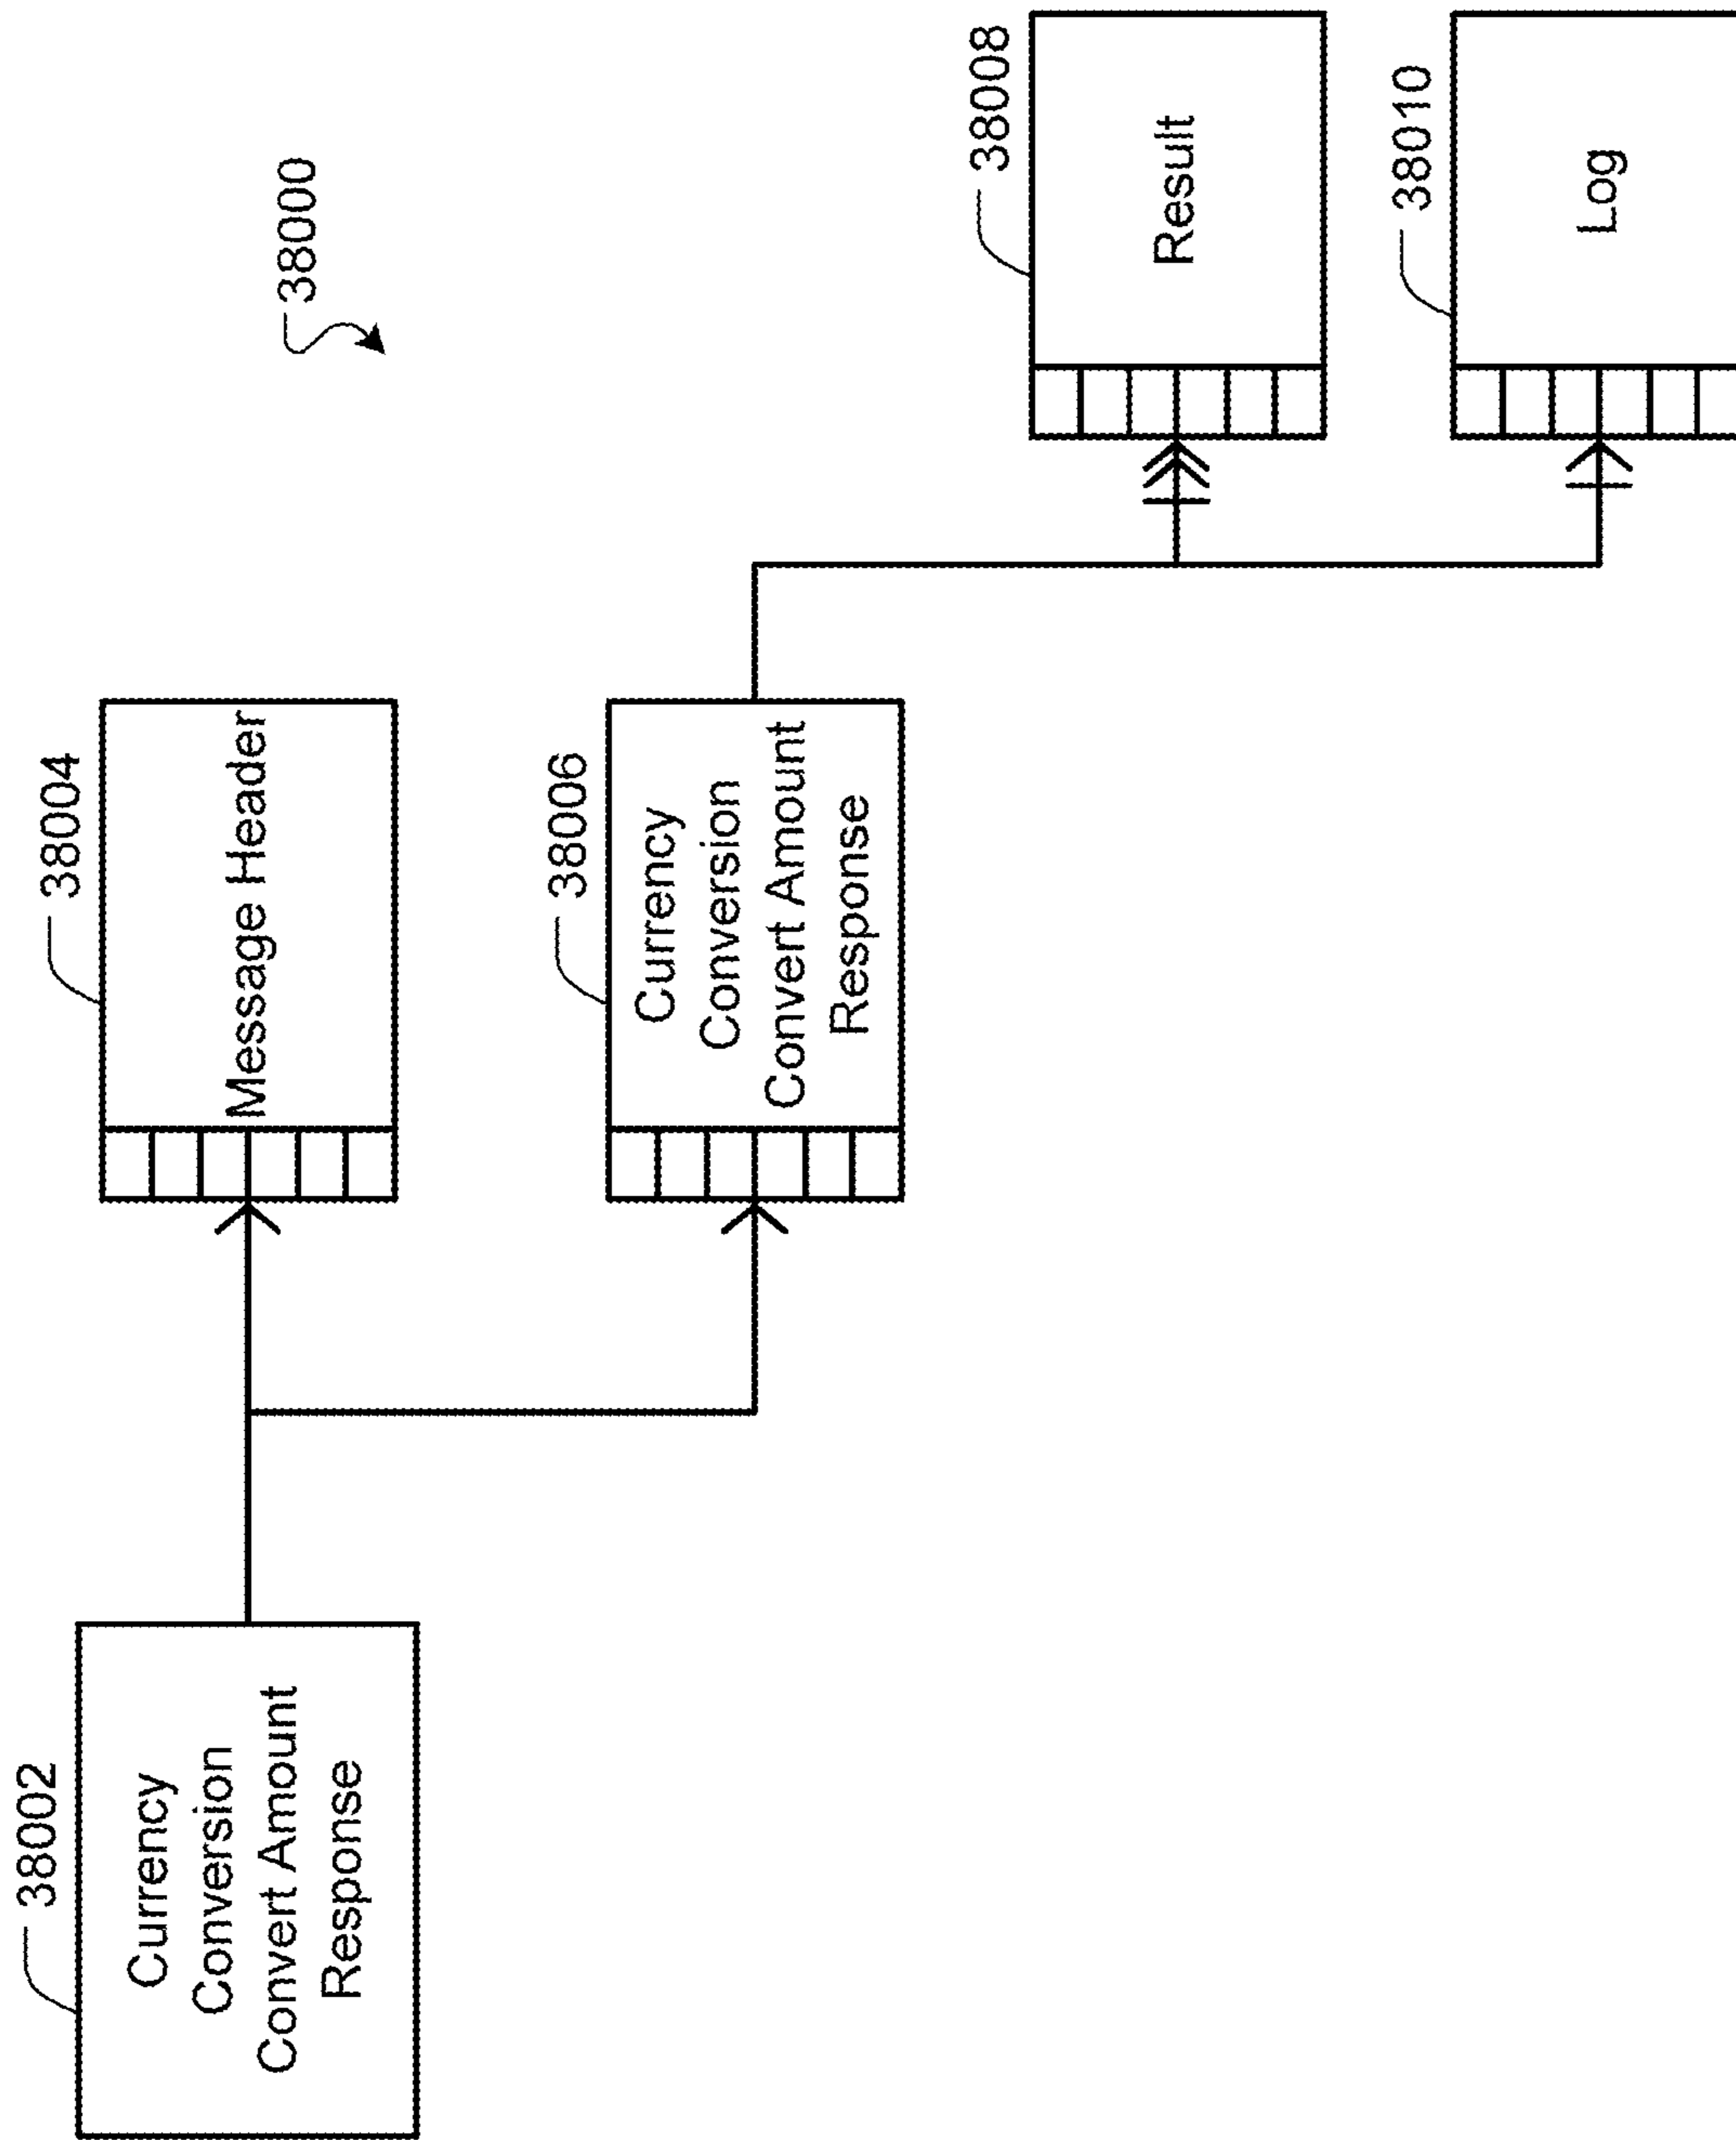 38000
38002
Currency
Conversion
Convert Amount
Response
38004
Message Header
38006
Currency
Conversion
Convert Amount
Response
38008
Result
38010
Log